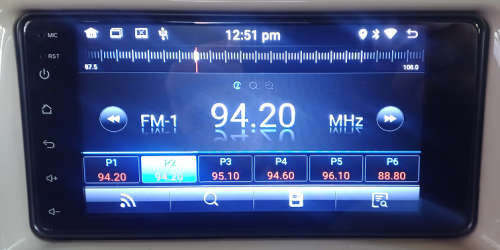 MIC
12:51 pm
RST
87.5 108.0
FM-1 94.20 MHz
P1 P2 P3 P4 P5 P6
94.20 94.20 95.10 94.60 96.10 88.80